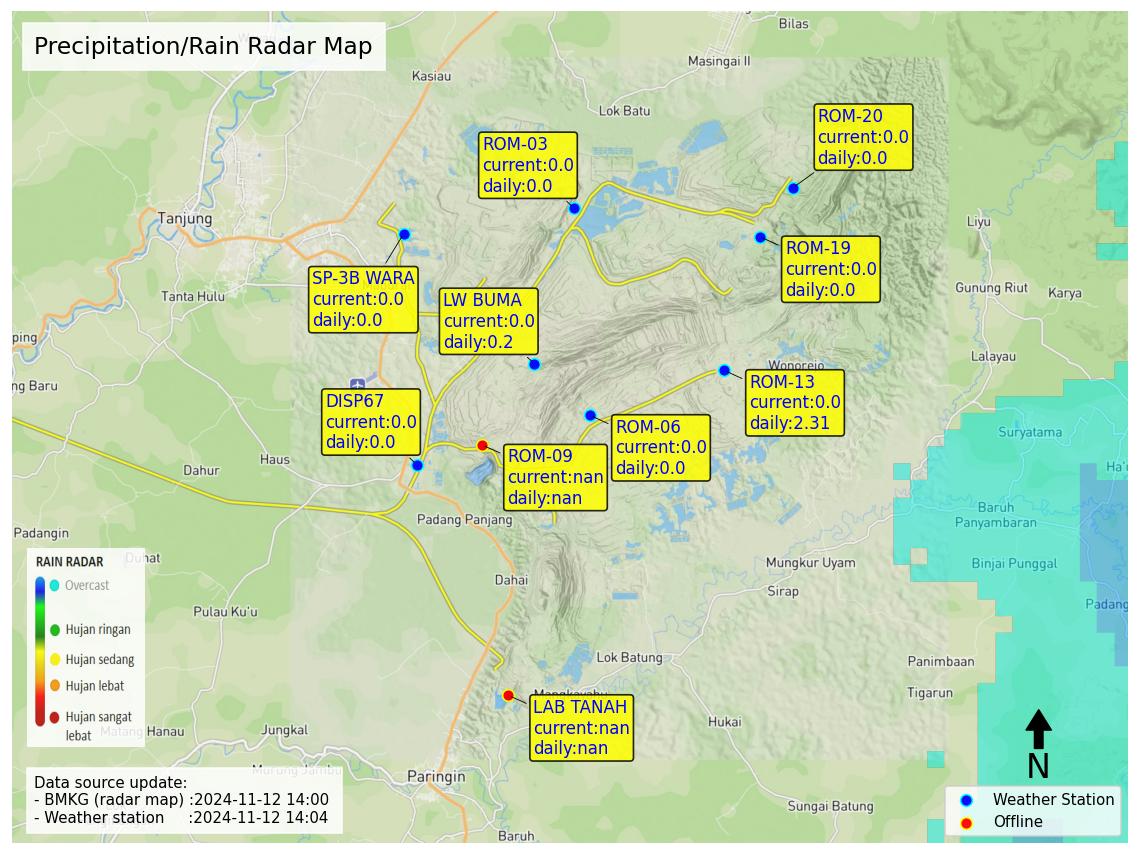 Precipitation/Rain Radar Map
Bilas
Masingai II
Kasiau
Lok Batu
ROM-20
current:0.0
daily:0.0
ROM-03
current:0.0
daily:0.0
Tanjung
Liyu
ROM-19
current:0.0
daily:0.0
SP-3B WARA
current:0.0
daily:0.0
Tanta Hulu
LW BUMA
current:0.0
daily:0.2
Gunung Riut
Karya
ping
Lalayau
Wonorejo
ng Baru
ROM-13
current:0.0
daily:2.31
DISP67
current:0.0
daily:0.0
ROM-06
current:0.0
daily:0.0
Suryatama
ROM-09
current:nan
daily:nan
Haus
Dahur
Ha'u
Padang Panjang
Baruh
Panyambaran
Padangin
Duhat
Mungkur Uyam
Binjai Punggal
Dahai
Sirap
Padang
Pulau Ku'u
RAIN RADAR
Overcast
Hujan ringan
Hujan sedang
Hujan lebat
Hujan sangat
lebat
Lok Batung
Panimbaan
Tigarun
Mangkayahu
LAB TANAH
current:nan
daily:nan
Hukai
Matang Hanau
Jungkal
Murung Jambu
Paringin
Sungai Batung
Baruh
Data source update:
- BMKG (radar map) :2024-11-12 14:00
- Weather station :2024-11-12 14:04
N
Weather Station
Offline